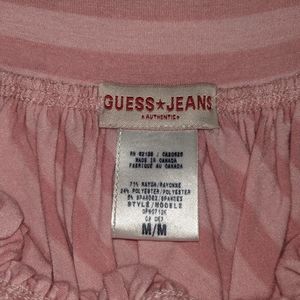 GUESS★JEANS
★AUTHENTIC★
MADE IN CANADA
FABRIQUE AU CANADA
71% RAYON/RAYONNE
24% POLYESTER/POLYESTER
5% SPANDEX/SPANDEX
STYLE/MODELE
M/M